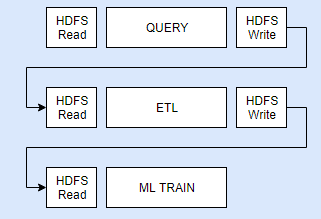 HDFS
Read
QUERY
HDFS
Write
HDFS
Read
ETL
HDFS
Write
HDFS
Read
ML TRAIN